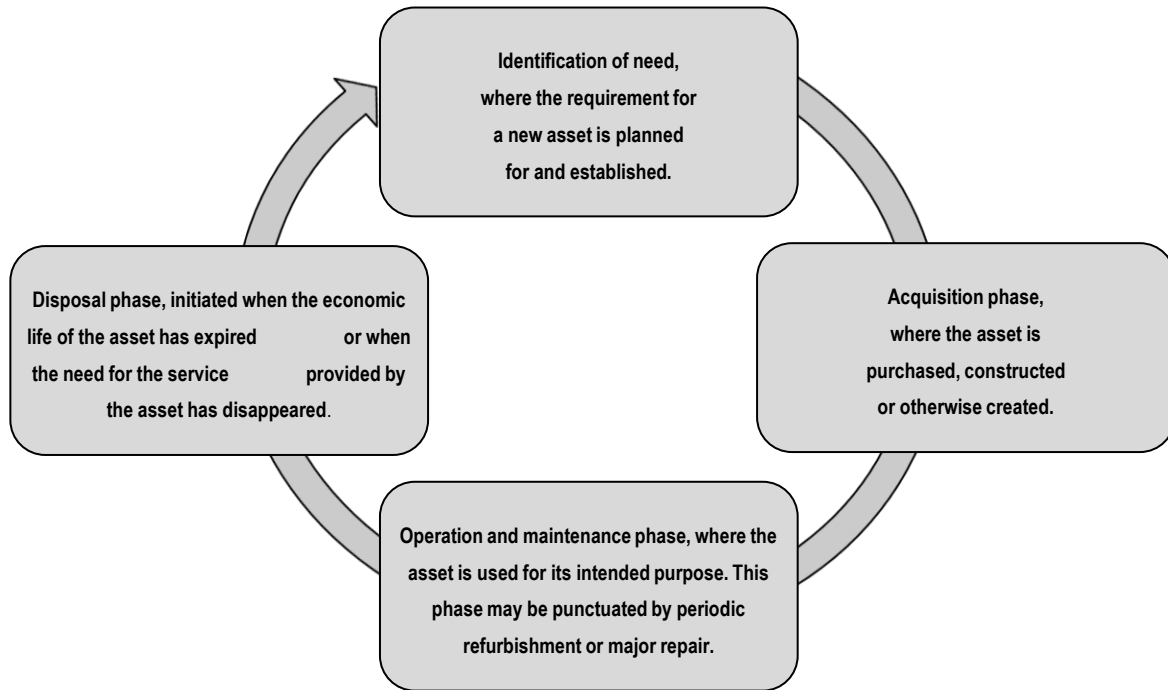 Identification of need,
where the requirement for
a new asset is planned
for and established.
Acquisition phase,
where the asset is
purchased, constructed
or otherwise created.
Operation and maintenance phase, where the
asset is used for its intended purpose. This
phase may be punctuated by periodic
refurbishment or major repair.
Disposal phase, initiated when the economic
life of the asset has expired or when
the need for the service provided by
the asset has disappeared.